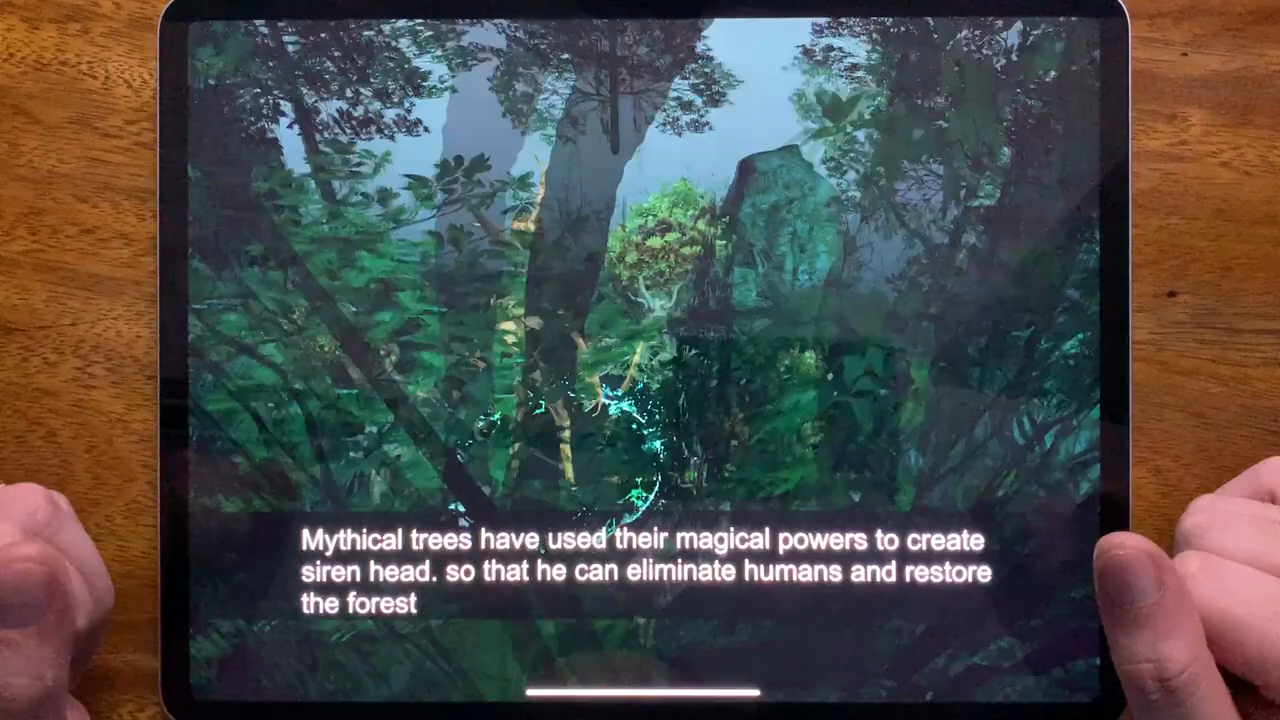 Mythical trees have used their magical powers to create
siren head. so that he can eliminate humans and restore
the forest